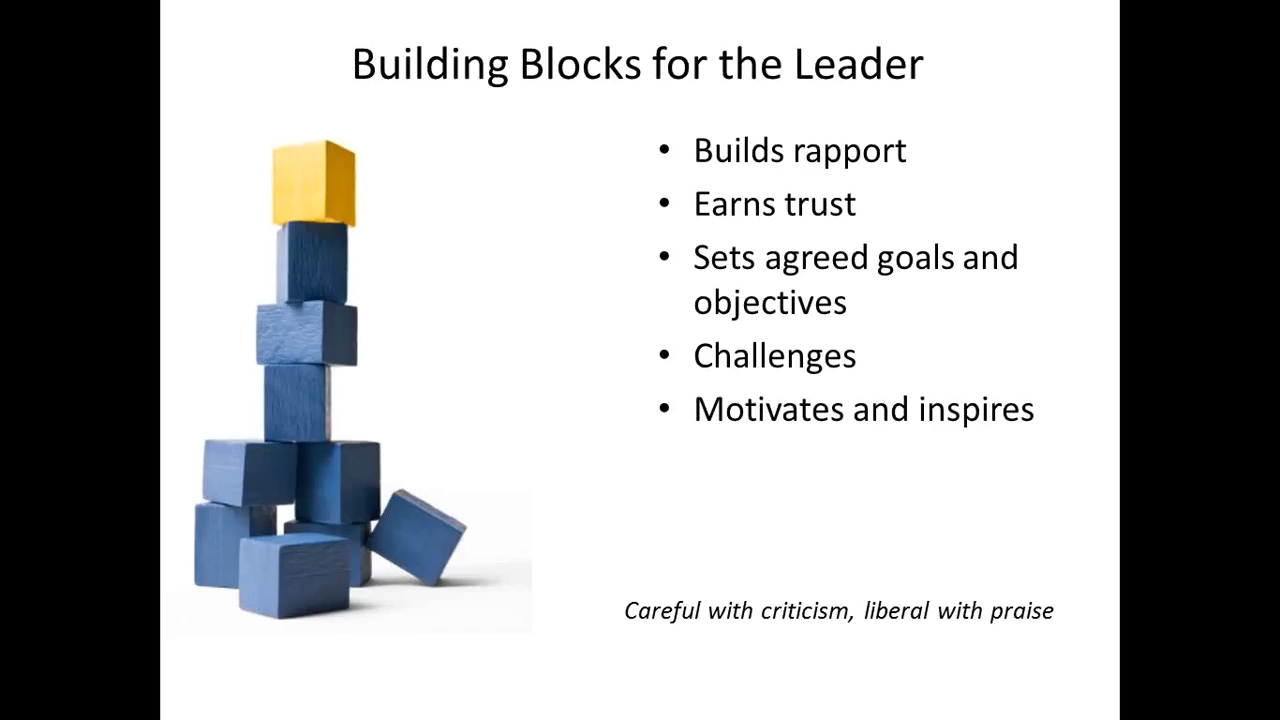 Building Blocks for the Leader
• Builds rapport
• Earns trust
• Sets agreed goals and
objectives
• Challenges
• Motivates and inspires
Careful with criticism, liberal with praise